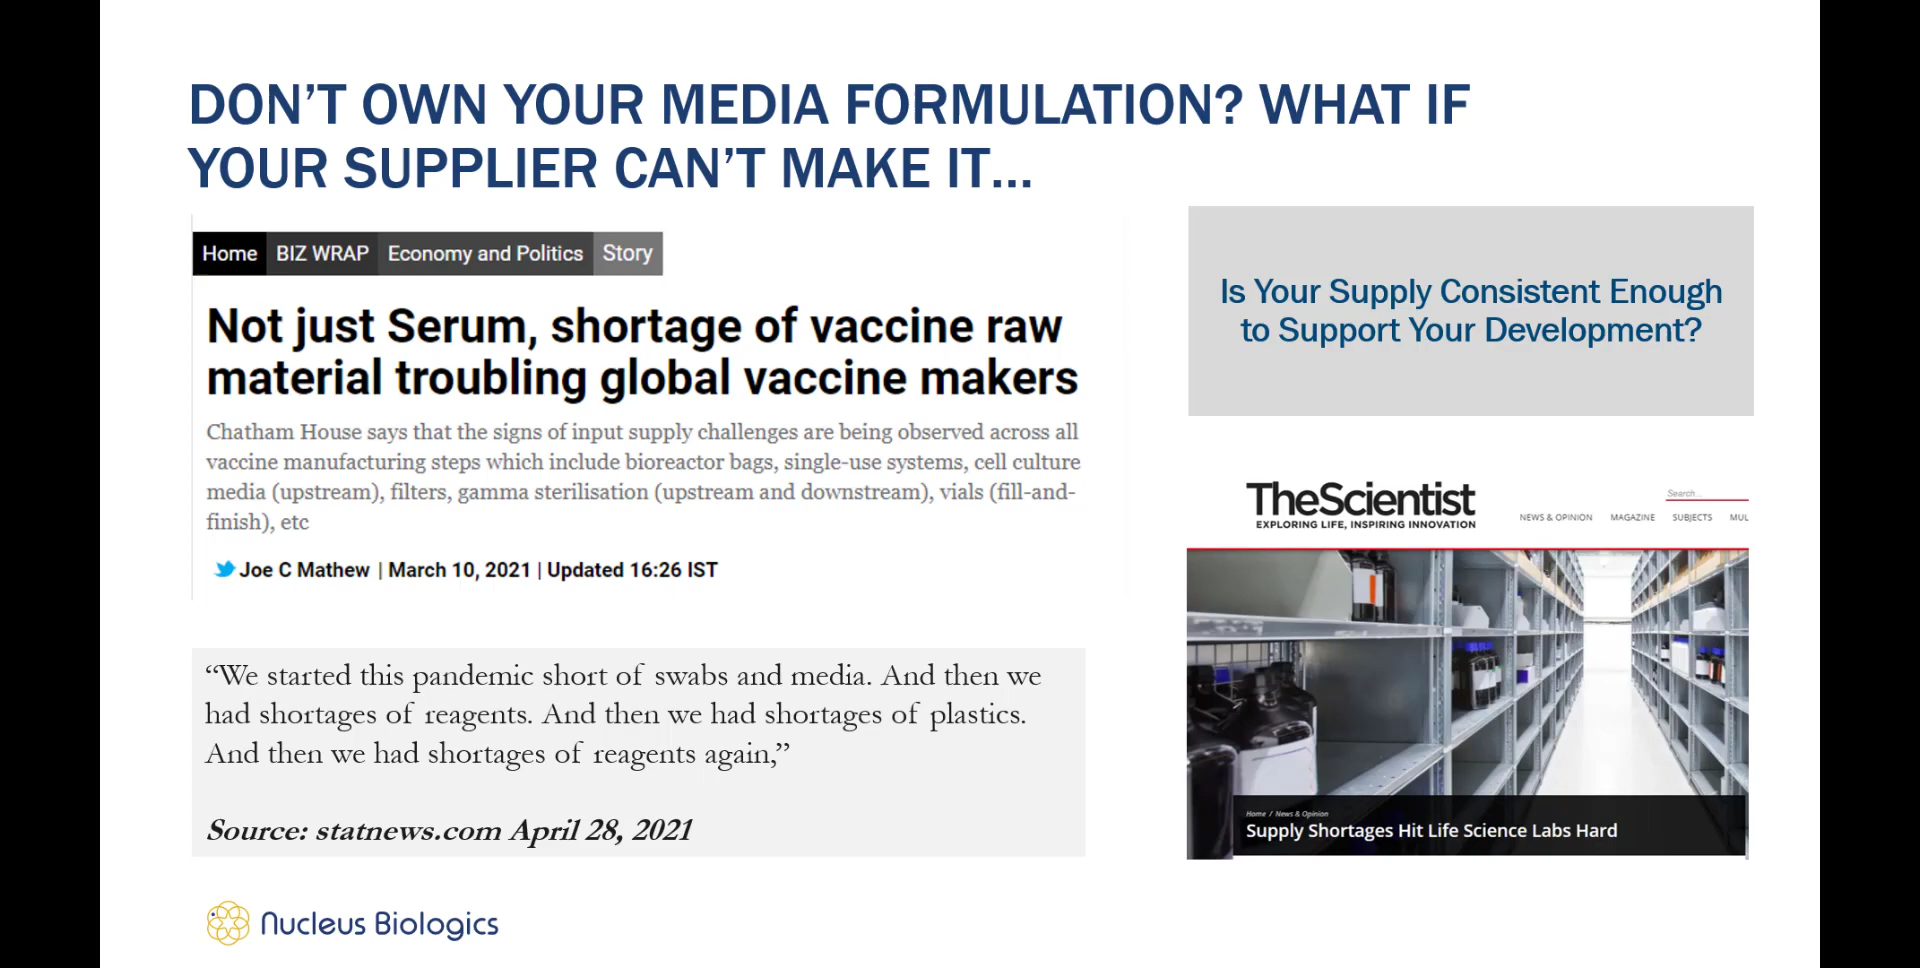 DON’T OWN YOUR MEDIA FORMULATION? WHAT IF
YOUR SUPPLIER CAN’T MAKE IT...
Home BIZ WRAP Economy and Politics Story
Not just Serum, shortage of vaccine raw
material troubling global vaccine makers
Chatham House says that the signs of input supply challenges are being observed across all
vaccine manufacturing steps which include bioreactor bags, single-use systems, cell culture
media (upstream), filters, gamma sterilisation (upstream and downstream), vials (fill-and-
finish), etc
Joe C Mathew | March 10, 2021 | Updated 16:26 IST
“We started this pandemic short of swabs and media. And then we
had shortages of reagents. And then we had shortages of plastics.
And then we had shortages of reagents again,”
Source: statnews.com April 28, 2021
Is Your Supply Consistent Enough
to Support Your Development?
TheScientist
EXPLORING LIFE, INSPIRING INNOVATION
Search...
NEWS & OPINION MAGAZINE SUBJECTS MUL
Home / News & Opinion
Supply Shortages Hit Life Science Labs Hard
Nucleus Biologics